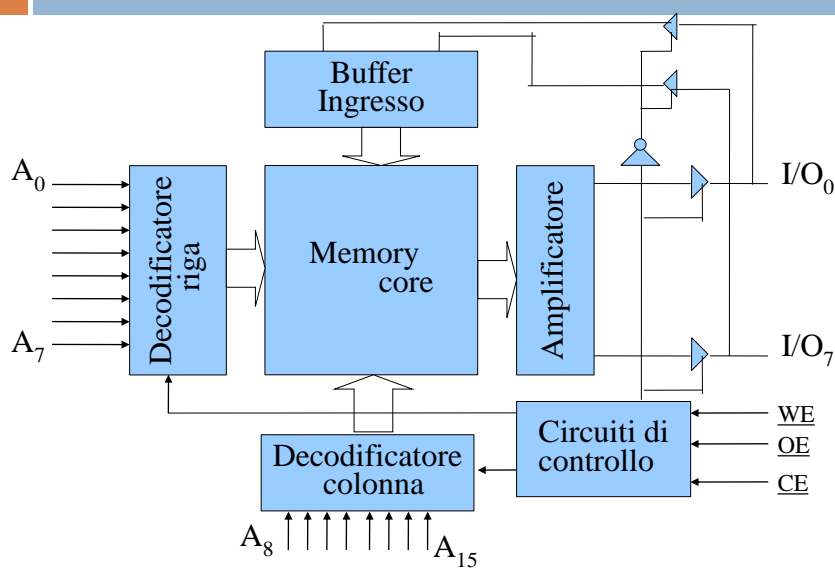 Buffer
Ingresso
A₀
A₇
Decodificatore
riga
Memory
core
Amplificatore
I/O₀
I/O₇
Decodificatore
colonna
A₈
A₁₅
Circuiti di
controllo
WE
OE
CE